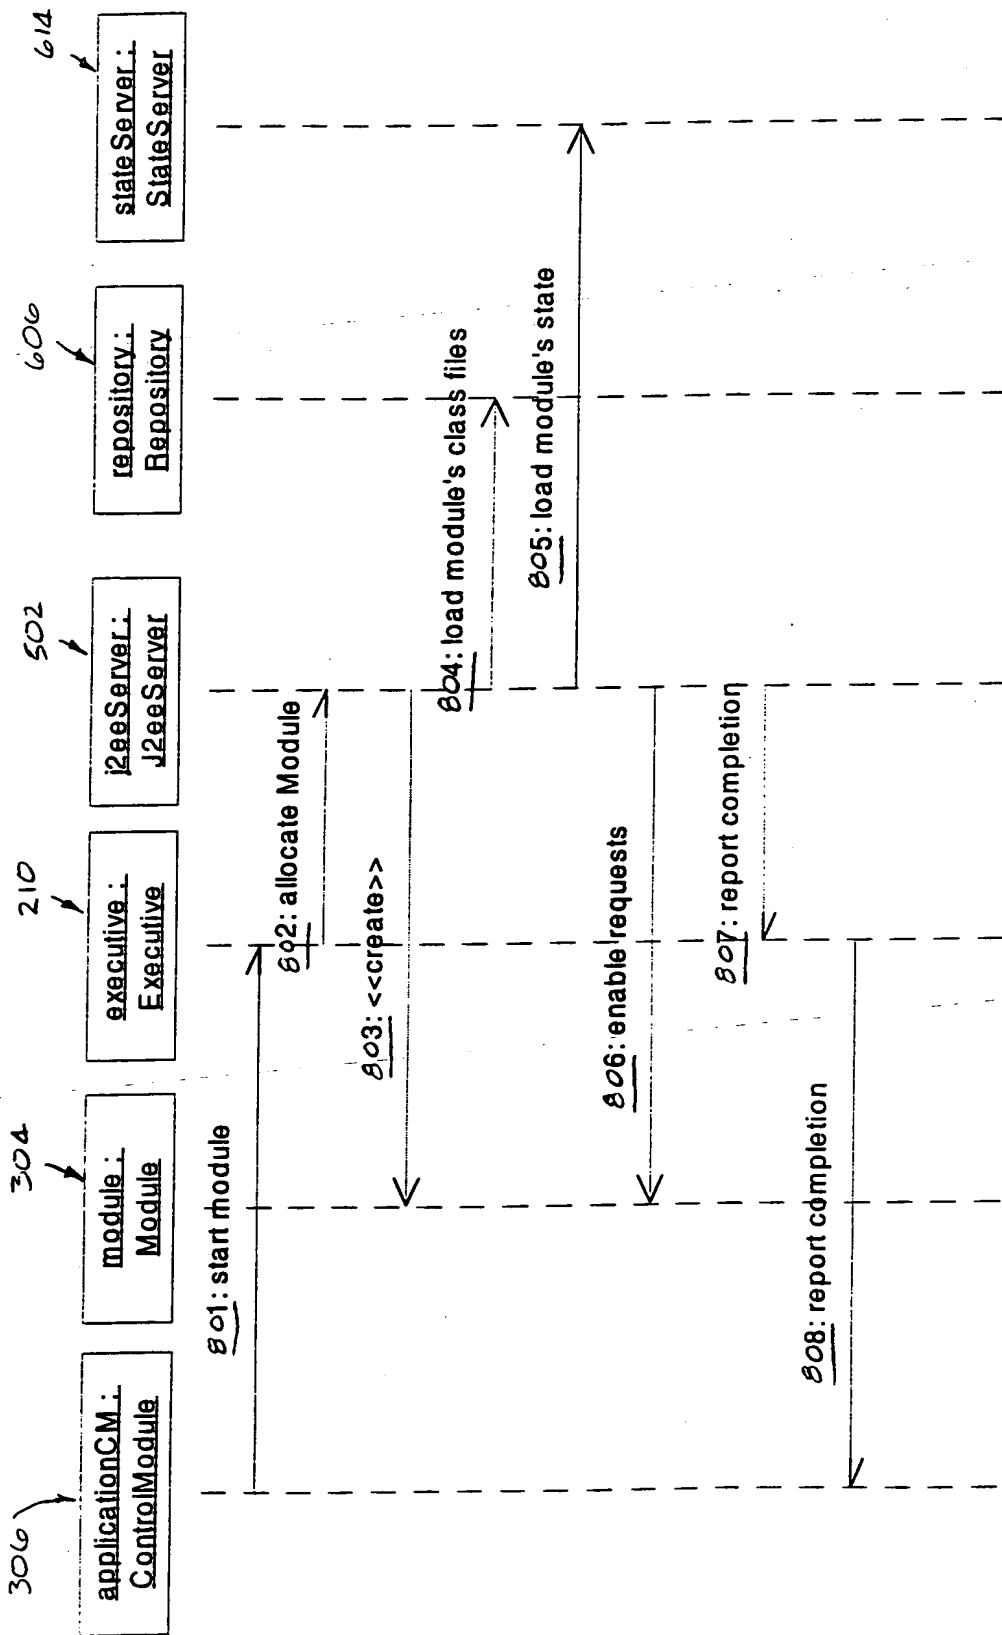 306
applicationCM :
ControlModule
304
module :
Module
210
executive :
Executive
502
j2eeServer :
J2eeServer
606
repository :
Repository
614
stateServer :
StateServer
801: start module
802: allocate Module
803: <<create>>
804: load module's class files
805: load module's state
806: enable requests
807: report completion
808: report completion